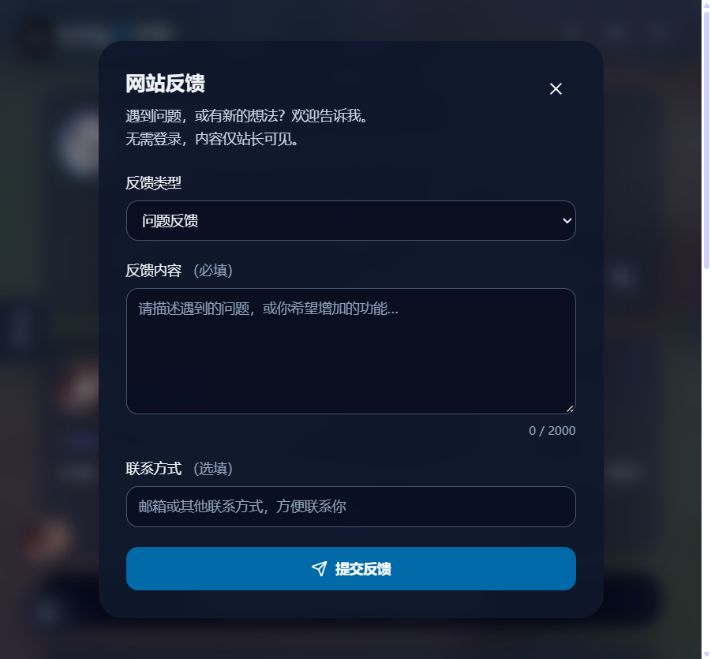 网站反馈
遇到问题，或有新的想法？欢迎告诉我。
无需登录，内容仅站长可见。
反馈类型
问题反馈
反馈内容 （必填）
请描述遇到的问题，或你希望增加的功能...
0 / 2000
联系方式 （选填）
邮箱或其他联系方式，方便联系你
提交反馈